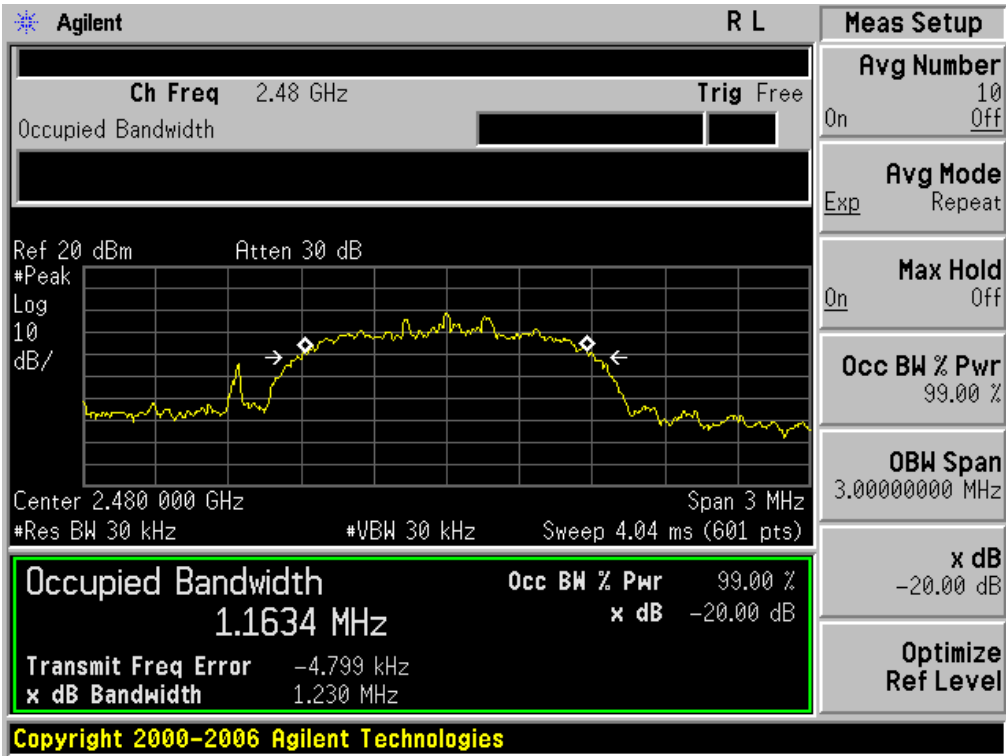 Agilent R L
Ch Freq 2.48 GHz Trig Free
Occupied Bandwidth
Ref 20 dBm Atten 30 dB
#Peak
Log
10
dB/
Center 2.480 000 GHz Span 3 MHz
#Res BW 30 kHz #VBW 30 kHz Sweep 4.04 ms (601 pts)
Occupied Bandwidth
1.1634 MHz
Occ BW % Pwr 99.00 %
x dB -20.00 dB
Transmit Freq Error -4.799 kHz
x dB Bandwidth 1.230 MHz
Copyright 2000-2006 Agilent Technologies
Meas Setup
Avg Number
10
On Off
Avg Mode
Exp Repeat
Max Hold
On Off
Occ BW % Pwr
99.00 %
OBW Span
3.00000000 MHz
x dB
-20.00 dB
Optimize
Ref Level